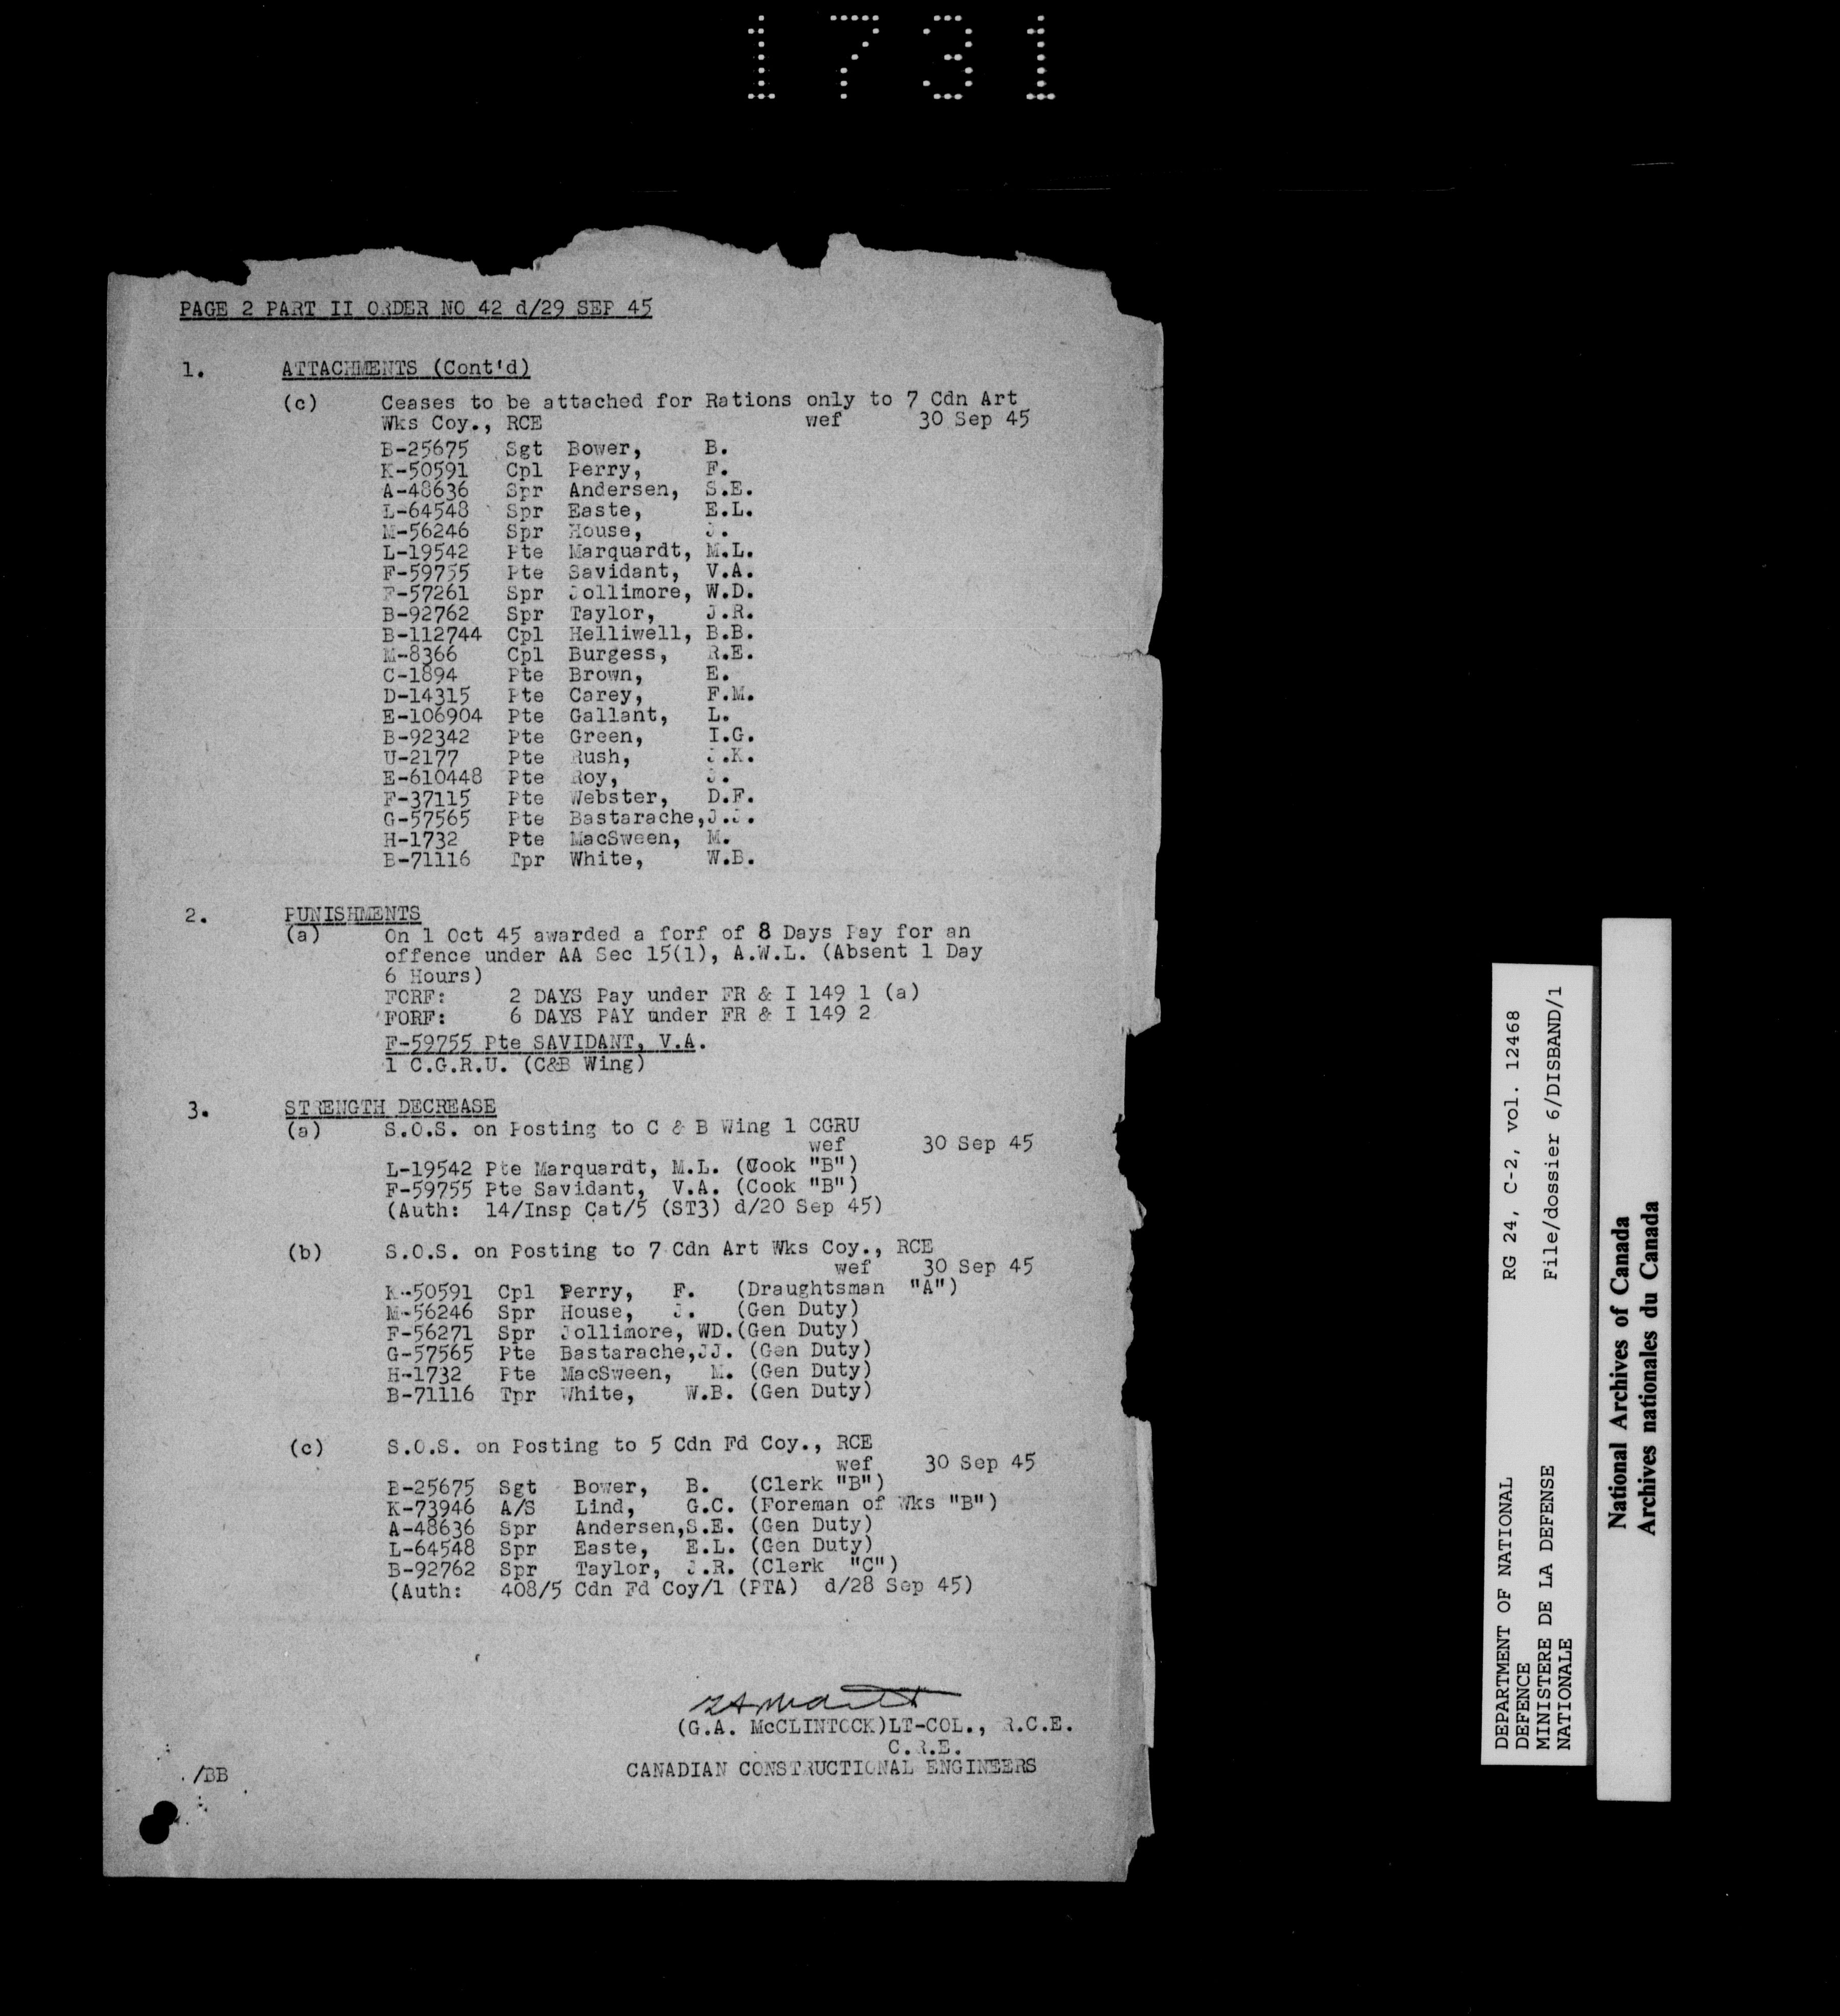 1731
PAGE 2 PART II ORDER NO 42 d/29 SEP 45
1. ATTACHMENTS (Cont'd)
(c) Ceases to be attached for Rations only to 7 Cdn Art
Wks Coy., RCE wef 30 Sep 45
B-25675 Sgt Bower, B.
K-50591 Cpl Perry, F.
A-48636 Spr Andersen, S.E.
L-64548 Spr Easte, E.L.
M-56246 Spr House, J.
L-19542 Pte Marquardt, M.L.
F-59755 Pte Savidant, V.A.
F-57261 Spr Jollimore, W.D.
B-92762 Spr Taylor, J.R.
B-112744 Cpl Helliwell, B.B.
M-8366 Cpl Burgess, R.E.
C-1894 Pte Brown, E.
D-14315 Pte Carey, F.M.
E-106904 Pte Gallant, L.
B-92342 Pte Green, I.G.
U-2177 Pte Rush, J.K.
E-610448 Pte Roy, J.
F-37115 Pte Webster, D.F.
G-57565 Pte Bastarache,J.J.
H-1732 Pte MacSween, M.
B-71116 Tpr White, W.B.
2. PUNISHMENTS
(a) On 1 Oct 45 awarded a forf of 8 Days Pay for an
offence under AA Sec 15(1), A.W.L. (Absent 1 Day
6 Hours)
FORF: 2 DAYS Pay under FR & I 149 1 (a)
FORF: 6 DAYS PAY under FR & I 149 2
F-59755 Pte SAVIDANT, V.A.
1 C.G.R.U. (C&B Wing)
3. STRENGTH DECREASE
(a) S.O.S. on Posting to C & B Wing 1 CGRU
wef 30 Sep 45
L-19542 Pte Marquardt, M.L. (Cook "B")
F-59755 Pte Savidant, V.A. (Cook "B")
(Auth: 14/Insp Cat/5 (ST3) d/20 Sep 45)
(b) S.O.S. on Posting to 7 Cdn Art Wks Coy., RCE
wef 30 Sep 45
K-50591 Cpl Perry, F. (Draughtsman "A")
M-56246 Spr House, J. (Gen Duty)
F-56271 Spr Jollimore, WD. (Gen Duty)
G-57565 Pte Bastarache,JJ. (Gen Duty)
H-1732 Pte MacSween, M. (Gen Duty)
B-71116 Tpr White, W.B. (Gen Duty)
(c) S.O.S. on Posting to 5 Cdn Fd Coy., RCE
wef 30 Sep 45
B-25675 Sgt Bower, B. (Clerk "B")
K-73946 A/S Lind, G.C. (Foreman of Wks "B")
A-48636 Spr Andersen,S.E. (Gen Duty)
L-64548 Spr Easte, E.L. (Gen Duty)
B-92762 Spr Taylor, J.R. (Clerk "C")
(Auth: 408/5 Cdn Fd Coy/1 (PTA) d/28 Sep 45)
(G.A. McCLINTOCK)LT-COL., R.C.E.
C.R.E.
CANADIAN CONSTRUCTIONAL ENGINEERS
/BB
DEPARTMENT OF NATIONAL RG 24, C-2, vol. 12468
DEFENCE
MINISTERE DE LA DEFENSE File/dossier 6/DISBAND/1
NATIONALE
National Archives of Canada
Archives nationales du Canada